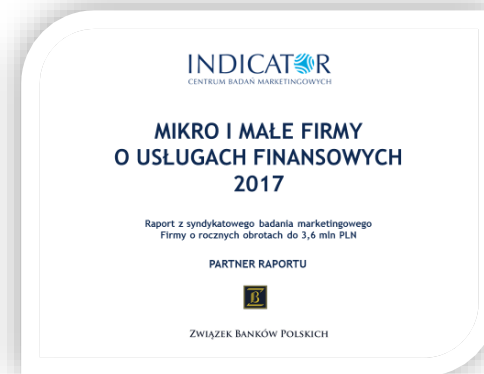 INDICATOR
CENTRUM BADAŃ MARKETINGOWYCH
MIKRO I MAŁE FIRMY
O USŁUGACH FINANSOWYCH
2017
Raport z syndykatowego badania marketingowego
Firmy o rocznych obrotach do 3,6 mln PLN
PARTNER RAPORTU
B
ZWIĄZEK BANKÓW POLSKICH